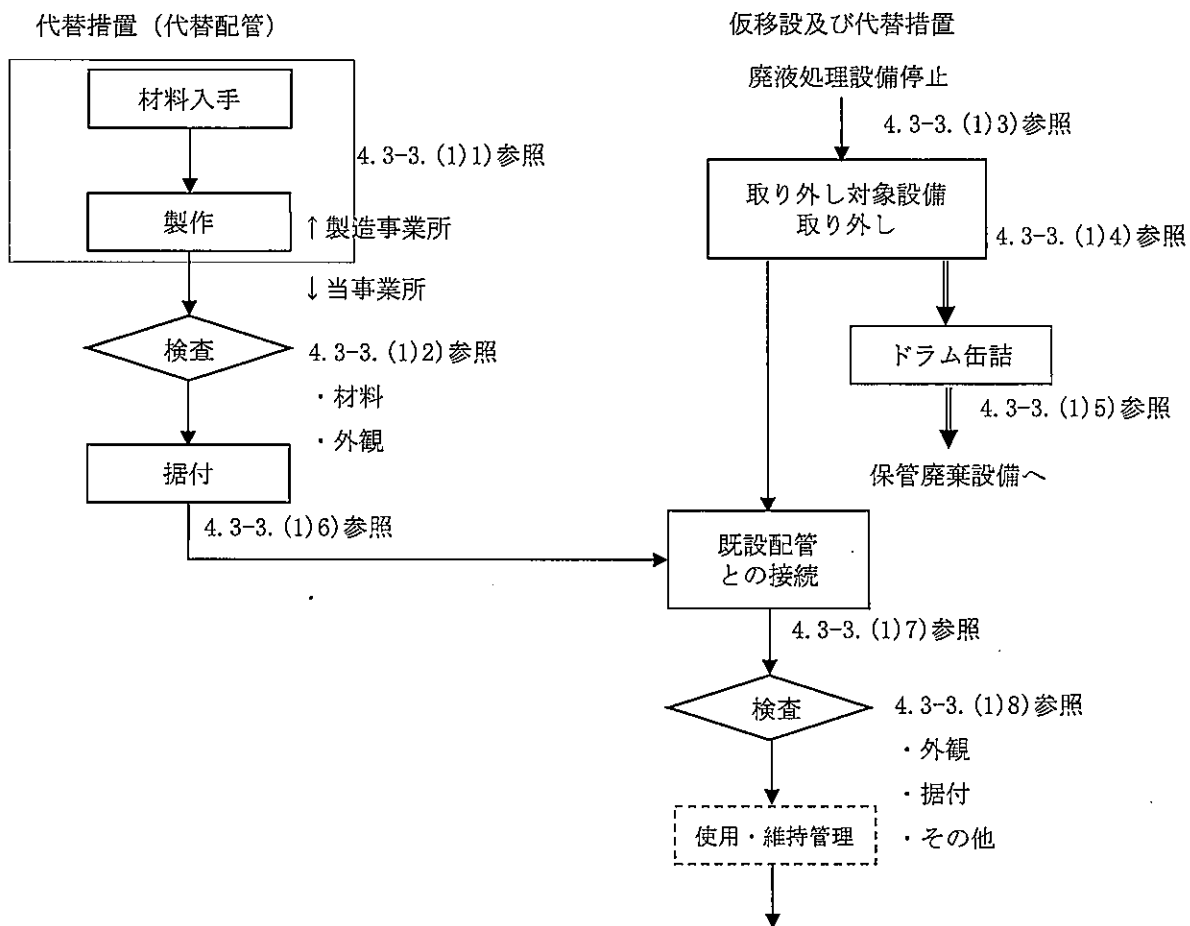 代替措置（代替配管）
材料入手
4.3-3.(1)1)参照
製作
↑製造事業所
↓当事業所
検査
4.3-3.(1)2)参照
・材料
・外観
据付
4.3-3.(1)6)参照
仮移設及び代替措置
廃液処理設備停止
4.3-3.(1)3)参照
取り外し対象設備
取り外し
4.3-3.(1)4)参照
ドラム缶詰
4.3-3.(1)5)参照
保管廃棄設備へ
既設配管
との接続
4.3-3.(1)7)参照
検査
4.3-3.(1)8)参照
・外観
・据付
・その他
使用・維持管理